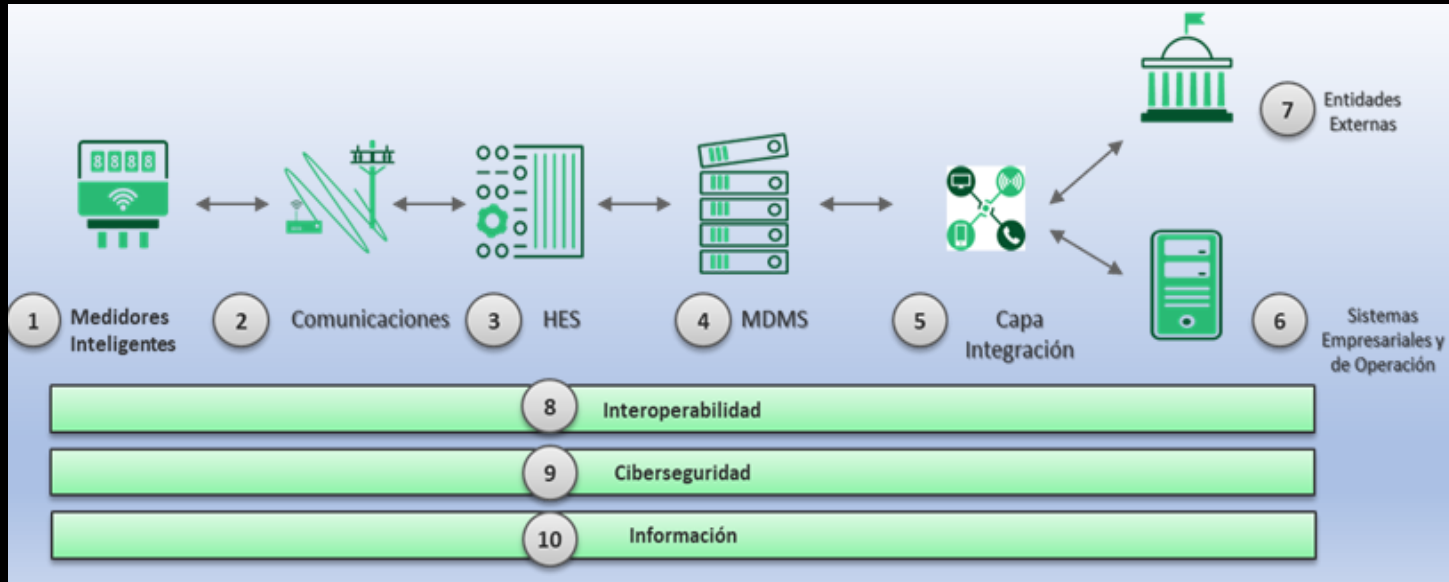 8888
1
Medidores
Inteligentes
2
Comunicaciones
3
HES
4
MDMS
5
Capa
Integración
7
Entidades
Externas
6
Sistemas
Empresariales y
de Operación
8
Interoperabilidad
9
Ciberseguridad
10
Información